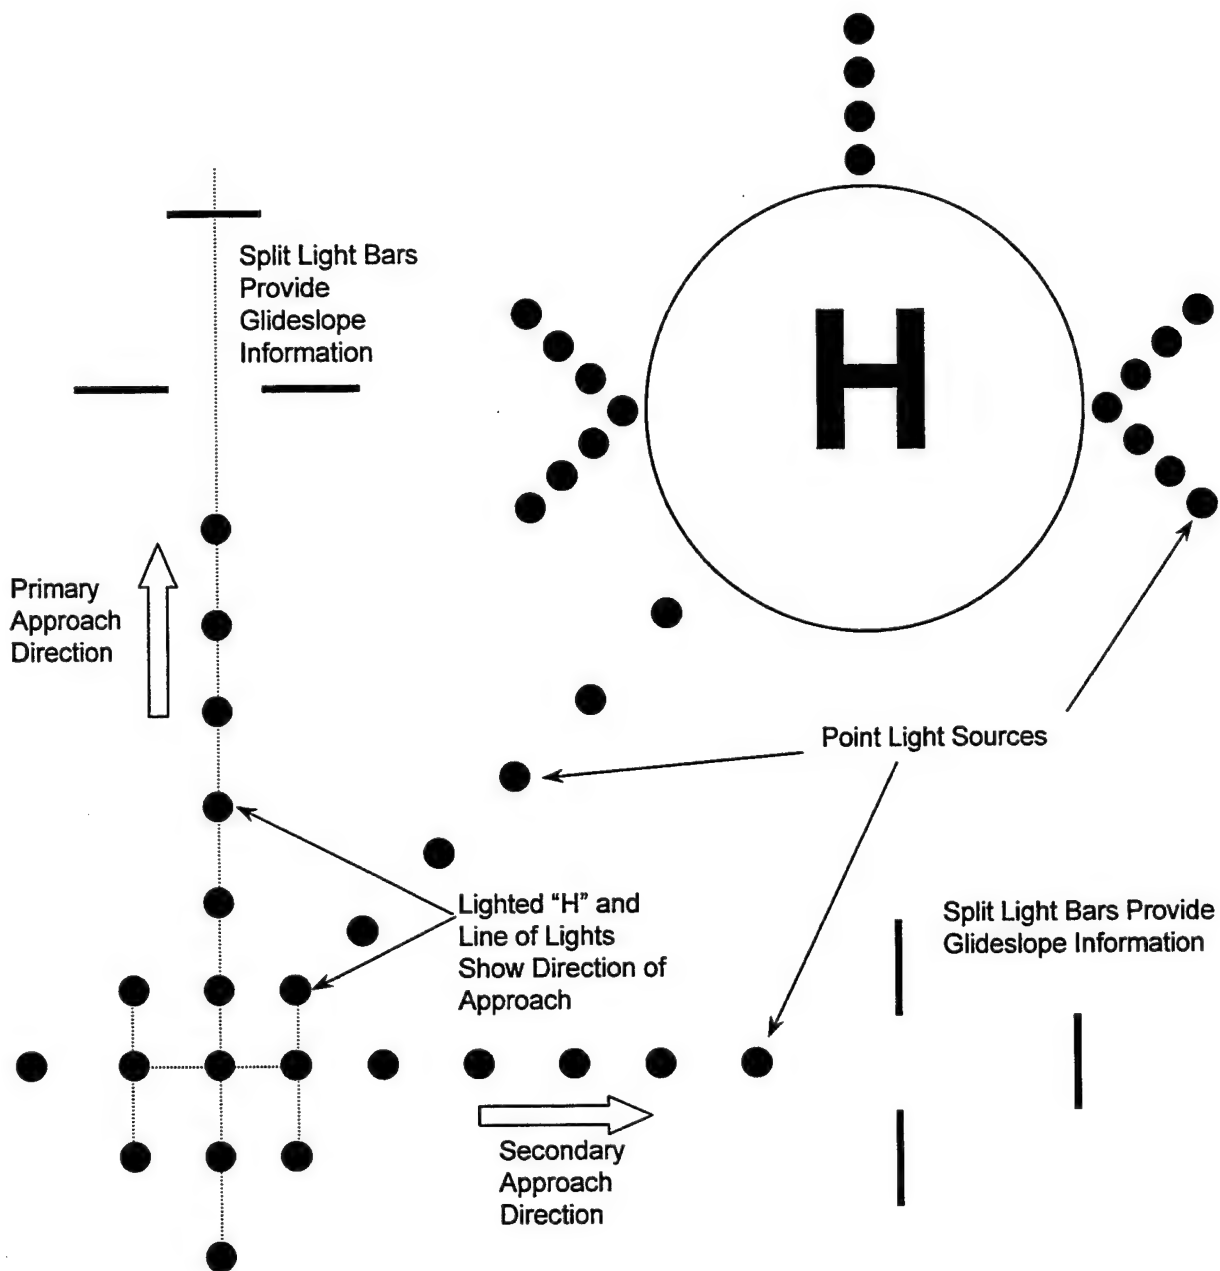 Split Light Bars
Provide
Glideslope
Information
H
Primary
Approach
Direction
Point Light Sources
Lighted “H” and
Line of Lights
Show Direction of
Approach
Split Light Bars Provide
Glideslope Information
Secondary
Approach
Direction